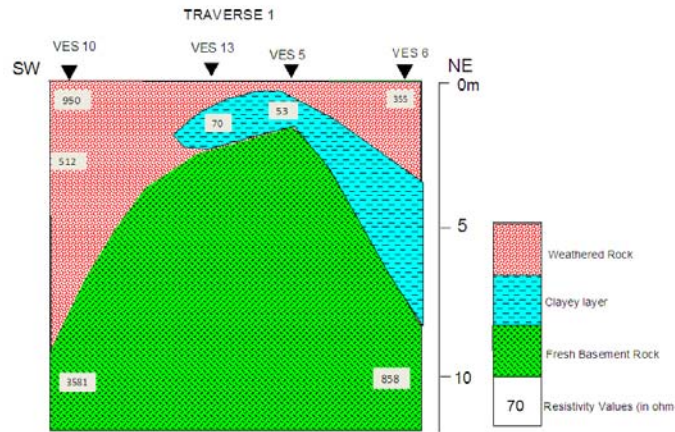 TRAVERSE 1
VES 10 VES 13 VES 5 VES 6
SW NE
0m
950 355
53
70
512
5
Weathered Rock
Clayey layer
Fresh Basement Rock
3581 858 10
70 Resistivity Values (in ohm